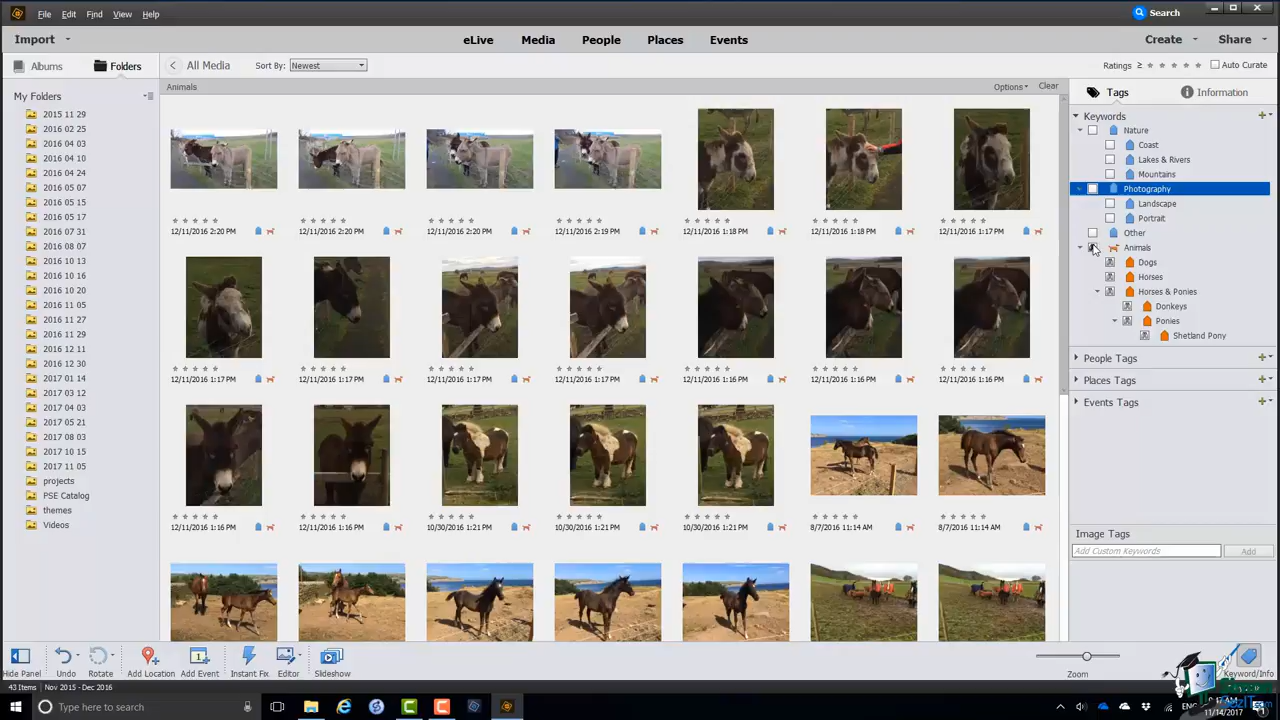 File Edit Find View Help
Search
Import
eLive Media People Places Events
Create Share
Albums Folders
All Media Sort By: Newest
Ratings ≥ Auto Curate
My Folders
2015 11 29
2016 02 25
2016 04 03
2016 04 10
2016 04 24
2016 05 07
2016 05 15
2016 05 17
2016 07 31
2016 08 07
2016 10 13
2016 10 16
2016 10 20
2016 11 05
2016 11 27
2016 11 29
2016 12 11
2016 12 30
2017 01 14
2017 03 12
2017 04 03
2017 05 21
2017 08 03
2017 10 15
2017 11 05
projects
PSE Catalog
themes
Videos
Animals Options Clear
12/11/2016 2:20 PM 12/11/2016 2:20 PM 12/11/2016 2:20 PM 12/11/2016 2:19 PM 12/11/2016 1:18 PM 12/11/2016 1:18 PM 12/11/2016 1:17 PM
12/11/2016 1:17 PM 12/11/2016 1:17 PM 12/11/2016 1:17 PM 12/11/2016 1:17 PM 12/11/2016 1:16 PM 12/11/2016 1:16 PM 12/11/2016 1:16 PM
12/11/2016 1:16 PM 12/11/2016 1:16 PM 10/30/2016 1:21 PM 10/30/2016 1:21 PM 10/30/2016 1:21 PM 8/7/2016 11:14 AM 8/7/2016 11:14 AM
Tags Information
Keywords
Nature
Coast
Lakes & Rivers
Mountains
Photography
Landscape
Portrait
Other
Animals
Dogs
Horses
Horses & Ponies
Donkeys
Ponies
Shetland Pony
People Tags
Places Tags
Events Tags
Image Tags
Add Custom Keywords Add
Hide Panel Undo Rotate Add Location Add Event Instant Fix Editor Slideshow Zoom Keyword/Info
43 Items Nov 2015 - Dec 2016
Type here to search
ENG
11/14/2017